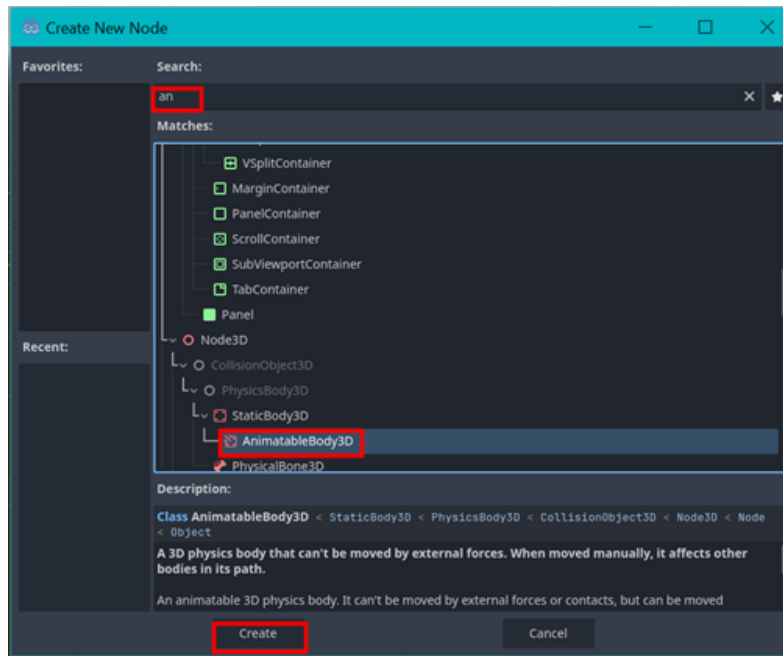 Create New Node
Favorites:
Search:
an
Matches:
VSplitContainer
MarginContainer
PanelContainer
ScrollContainer
SubViewportContainer
TabContainer
Panel
Recent:
Node3D
CollisionObject3D
PhysicsBody3D
StaticBody3D
AnimatableBody3D
PhysicalBone3D
Description:
Class AnimatableBody3D < StaticBody3D < PhysicsBody3D < CollisionObject3D < Node3D < Node
< Object
A 3D physics body that can't be moved by external forces. When moved manually, it affects other
bodies in its path.
An animatable 3D physics body. It can't be moved by external forces or contacts, but can be moved
Create
Cancel